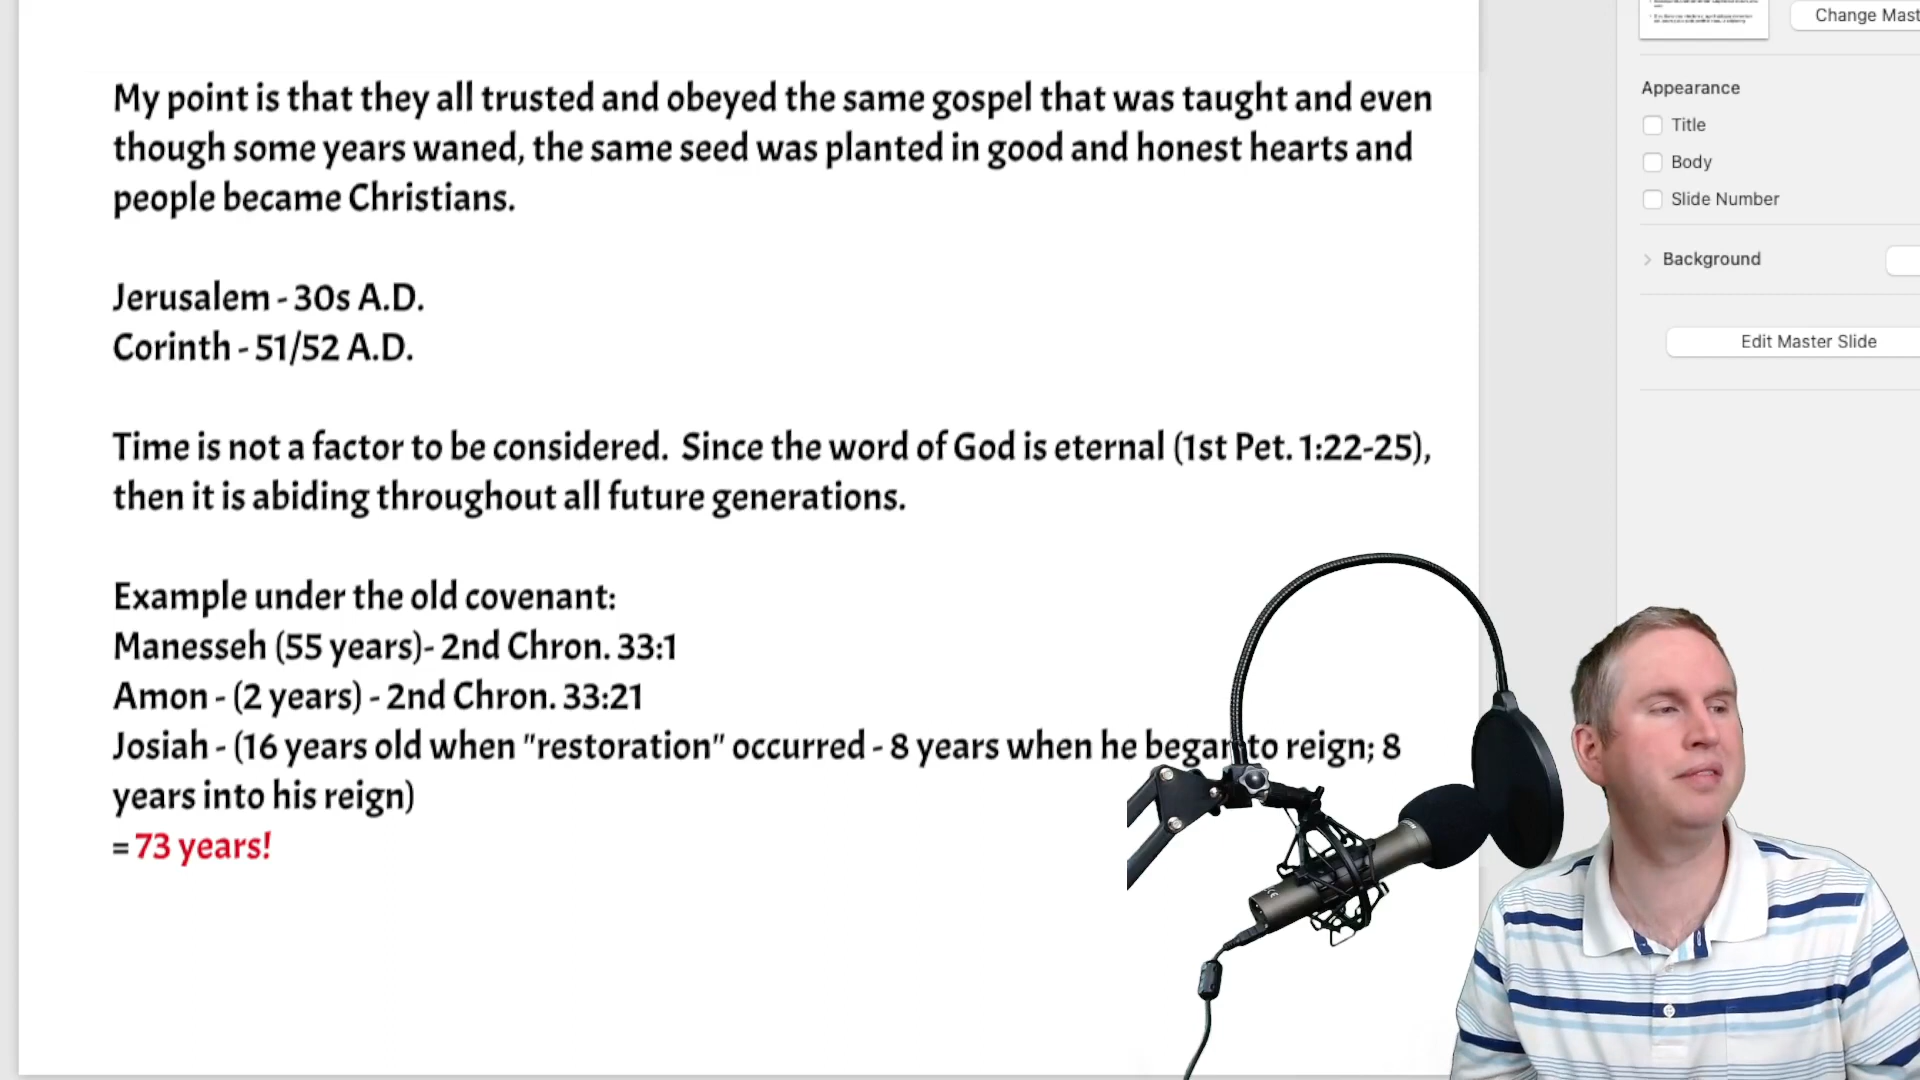 My point is that they all trusted and obeyed the same gospel that was taught and even
though some years waned, the same seed was planted in good and honest hearts and
people became Christians.
Jerusalem - 30s A.D.
Corinth - 51/52 A.D.
Time is not a factor to be considered.  Since the word of God is eternal (1st Pet. 1:22-25),
then it is abiding throughout all future generations.
Example under the old covenant:
Manesseh (55 years)- 2nd Chron. 33:1
Amon - (2 years) - 2nd Chron. 33:21
Josiah - (16 years old when "restoration" occurred - 8 years when he began to reign; 8
years into his reign)
= 73 years!
Change Mast
Appearance
Title
Body
Slide Number
Background
Edit Master Slide